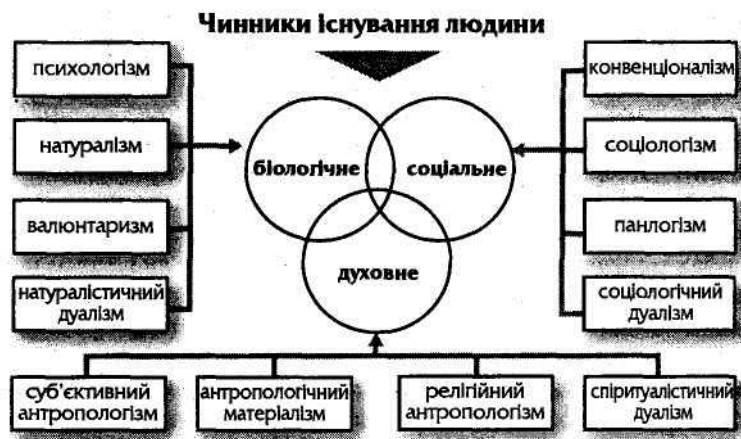 Чинники існування людини
психологізм
натуралізм
валюнтаризм
натуралістичний
дуалізм
біологічне
соціальне
духовне
конвенціоналізм
соціологізм
панлогізм
соціологічний
дуалізм
суб'єктивний
антропологізм
антропологічний
матеріалізм
релігійний
антропологізм
спіритуалістичний
дуалізм